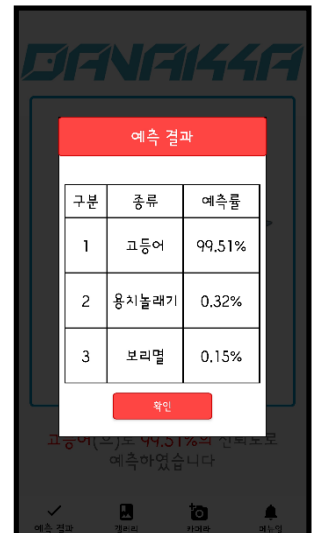 DANAKKA
예측 결과
구분 종류 예측률
1 고등어 99.51%
2 용치놀래기 0.32%
3 보리멸 0.15%
확인
고등어(으)로 99.51%의 신뢰도로
예측하였습니다
예측 결과 갤러리 카메라 메뉴얼